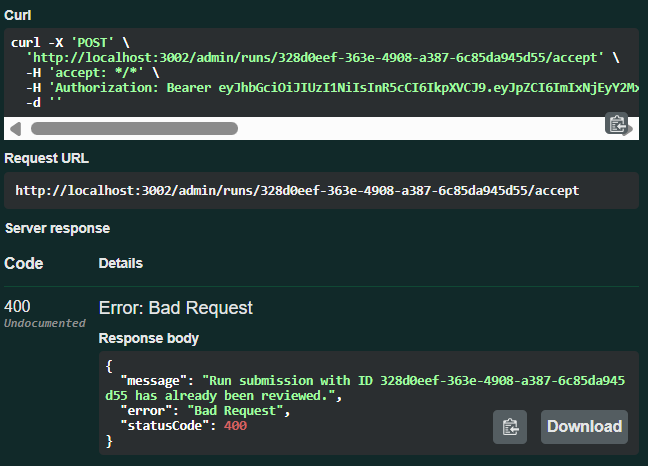 Curl
curl -X 'POST' \
  'http://localhost:3002/admin/runs/328d0eef-363e-4908-a387-6c85da945d55/accept' \
  -H 'accept: */*' \
  -H 'Authorization: Bearer eyJhbGciOiJIUzI1NiIsInR5cCI6IkpXVCJ9.eyJpZCI6ImIxNjEyY2Mx
  -d ''
Request URL
http://localhost:3002/admin/runs/328d0eef-363e-4908-a387-6c85da945d55/accept
Server response
Code Details
400 Error: Bad Request
Undocumented
Response body
{
  "message": "Run submission with ID 328d0eef-363e-4908-a387-6c85da945
d55 has already been reviewed.",
  "error": "Bad Request",
  "statusCode": 400
}
Download